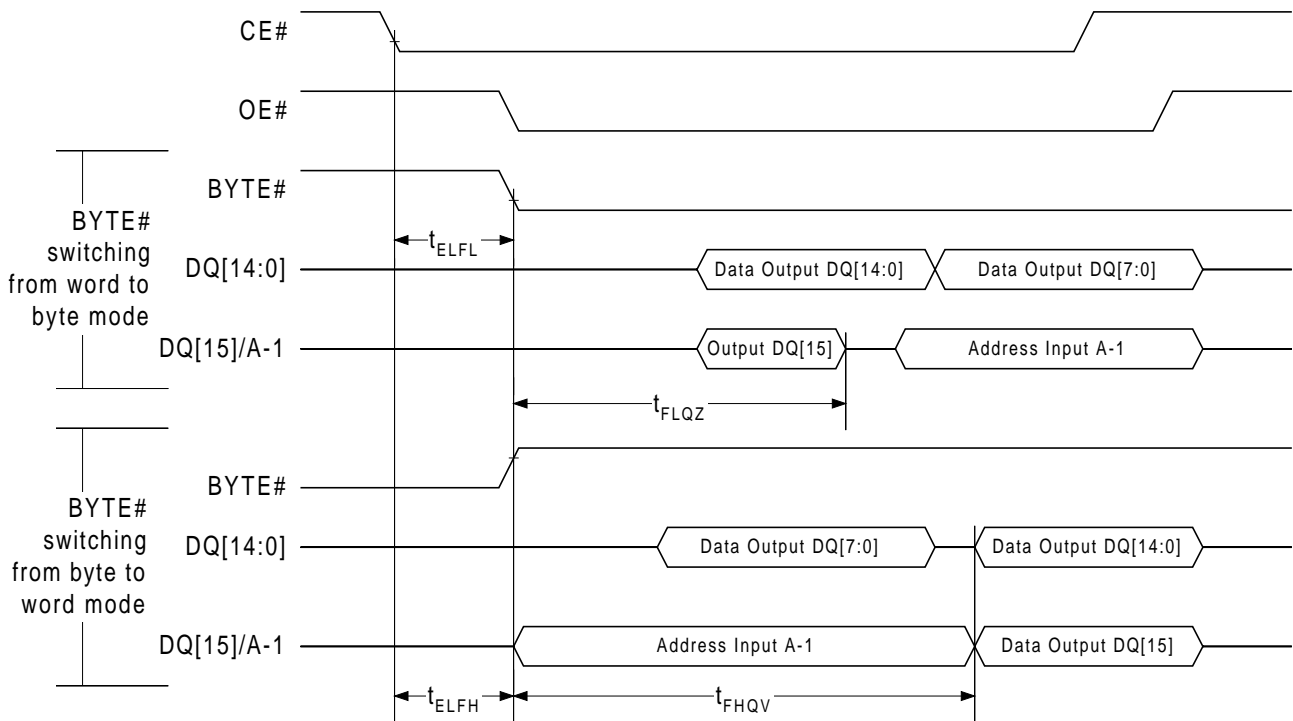 CE#
OE#
BYTE#
switching
from word to
byte mode
BYTE#
t_ELFL
DQ[14:0]
Data Output DQ[14:0]
Data Output DQ[7:0]
DQ[15]/A-1
Output DQ[15]
Address Input A-1
t_FLQZ
BYTE#
switching
from byte to
word mode
BYTE#
DQ[14:0]
Data Output DQ[7:0]
Data Output DQ[14:0]
DQ[15]/A-1
Address Input A-1
Data Output DQ[15]
t_ELFH
t_FHQV